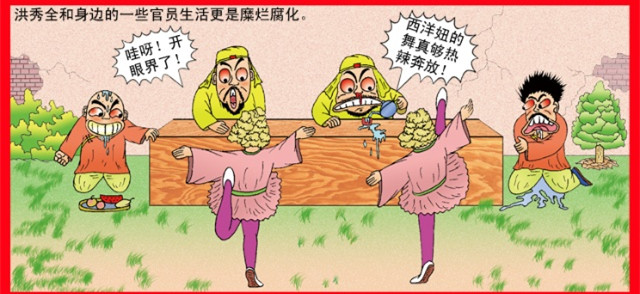 洪秀全和身边的一些官员生活更是糜烂腐化。
哇呀！开
眼界了！
西洋妞的
舞真够热
辣奔放！